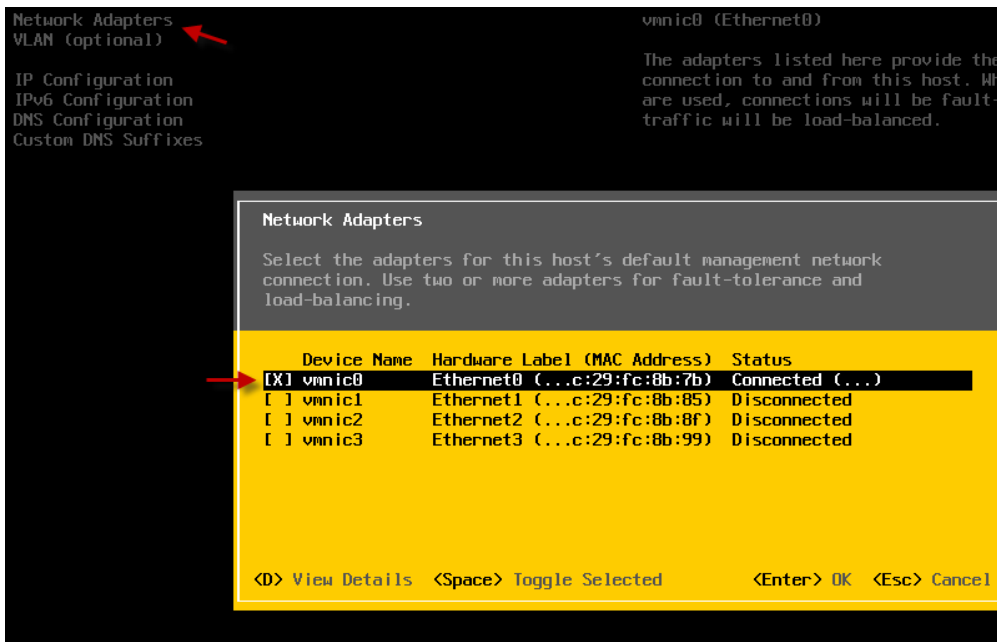 Network Adapters
VLAN (optional)
IP Configuration
IPv6 Configuration
DNS Configuration
Custom DNS Suffixes
vmnic0 (Ethernet0)
The adapters listed here provide the
connection to and from this host. Wh
are used, connections will be fault-
traffic will be load-balanced.
Network Adapters
Select the adapters for this host's default management network
connection. Use two or more adapters for fault-tolerance and
load-balancing.
Device Name Hardware Label (MAC Address) Status
[X] vmnic0 Ethernet0 (...c:29:fc:8b:7b) Connected (...)
[ ] vmnic1 Ethernet1 (...c:29:fc:8b:85) Disconnected
[ ] vmnic2 Ethernet2 (...c:29:fc:8b:8f) Disconnected
[ ] vmnic3 Ethernet3 (...c:29:fc:8b:99) Disconnected
<D> View Details <Space> Toggle Selected <Enter> OK <Esc> Cancel